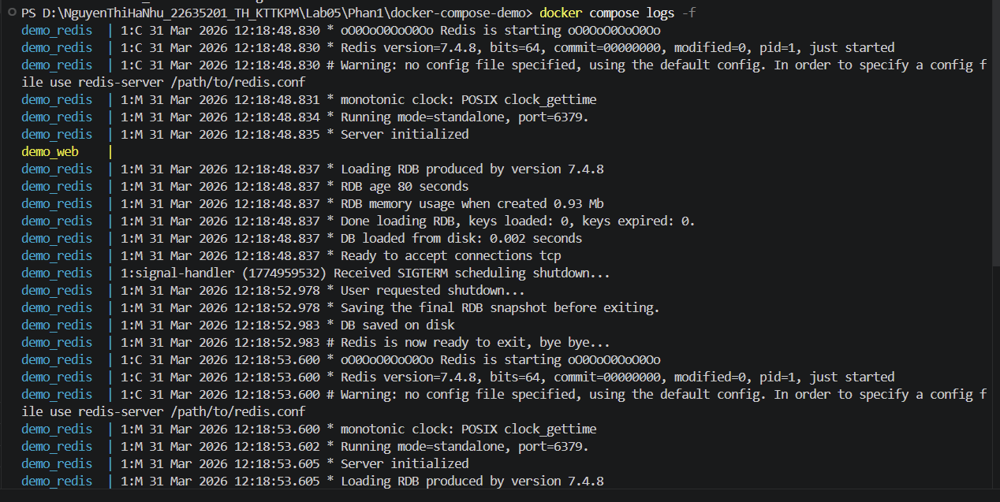 PS D:\NguyenThiHaNhu_22635201_TH_KTTKPM\Lab05\Phan1\docker-compose-demo> docker compose logs -f
demo_redis | 1:C 31 Mar 2026 12:18:48.830 * oO0OoO0OoO0Oo Redis is starting oO0OoO0OoO0Oo
demo_redis | 1:C 31 Mar 2026 12:18:48.830 * Redis version=7.4.8, bits=64, commit=00000000, modified=0, pid=1, just started
demo_redis | 1:C 31 Mar 2026 12:18:48.830 # Warning: no config file specified, using the default config. In order to specify a config f
ile use redis-server /path/to/redis.conf
demo_redis | 1:M 31 Mar 2026 12:18:48.831 * monotonic clock: POSIX clock_gettime
demo_redis | 1:M 31 Mar 2026 12:18:48.834 * Running mode=standalone, port=6379.
demo_redis | 1:M 31 Mar 2026 12:18:48.835 * Server initialized
demo_web |
demo_redis | 1:M 31 Mar 2026 12:18:48.837 * Loading RDB produced by version 7.4.8
demo_redis | 1:M 31 Mar 2026 12:18:48.837 * RDB age 80 seconds
demo_redis | 1:M 31 Mar 2026 12:18:48.837 * RDB memory usage when created 0.93 Mb
demo_redis | 1:M 31 Mar 2026 12:18:48.837 * Done loading RDB, keys loaded: 0, keys expired: 0.
demo_redis | 1:M 31 Mar 2026 12:18:48.837 * DB loaded from disk: 0.002 seconds
demo_redis | 1:M 31 Mar 2026 12:18:48.837 * Ready to accept connections tcp
demo_redis | 1:signal-handler (1774959532) Received SIGTERM scheduling shutdown...
demo_redis | 1:M 31 Mar 2026 12:18:52.978 * User requested shutdown...
demo_redis | 1:M 31 Mar 2026 12:18:52.978 * Saving the final RDB snapshot before exiting.
demo_redis | 1:M 31 Mar 2026 12:18:52.983 * DB saved on disk
demo_redis | 1:M 31 Mar 2026 12:18:52.983 # Redis is now ready to exit, bye bye...
demo_redis | 1:C 31 Mar 2026 12:18:53.600 * oO0OoO0OoO0Oo Redis is starting oO0OoO0OoO0Oo
demo_redis | 1:C 31 Mar 2026 12:18:53.600 * Redis version=7.4.8, bits=64, commit=00000000, modified=0, pid=1, just started
demo_redis | 1:C 31 Mar 2026 12:18:53.600 # Warning: no config file specified, using the default config. In order to specify a config f
ile use redis-server /path/to/redis.conf
demo_redis | 1:M 31 Mar 2026 12:18:53.600 * monotonic clock: POSIX clock_gettime
demo_redis | 1:M 31 Mar 2026 12:18:53.602 * Running mode=standalone, port=6379.
demo_redis | 1:M 31 Mar 2026 12:18:53.605 * Server initialized
demo_redis | 1:M 31 Mar 2026 12:18:53.605 * Loading RDB produced by version 7.4.8